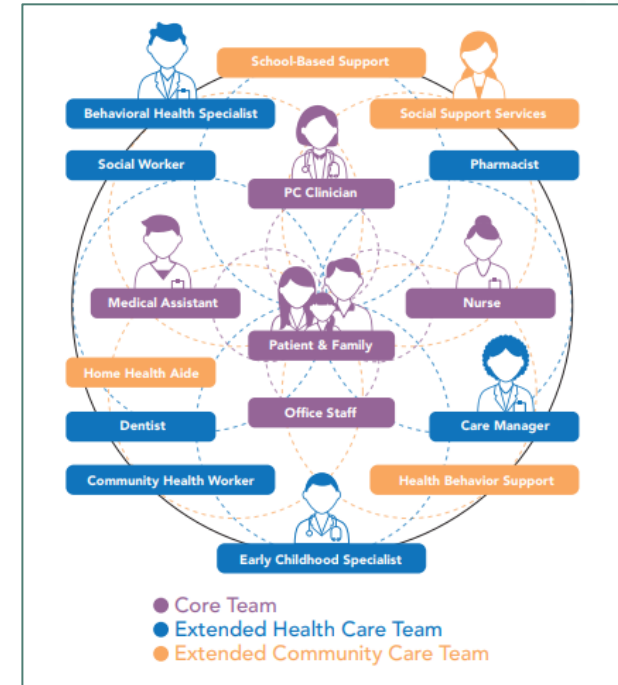 School-Based Support
Behavioral Health Specialist
Social Support Services
Social Worker
Pharmacist
PC Clinician
Medical Assistant
Nurse
Patient & Family
Home Health Aide
Office Staff
Dentist
Care Manager
Community Health Worker
Health Behavior Support
Early Childhood Specialist
Core Team
Extended Health Care Team
Extended Community Care Team